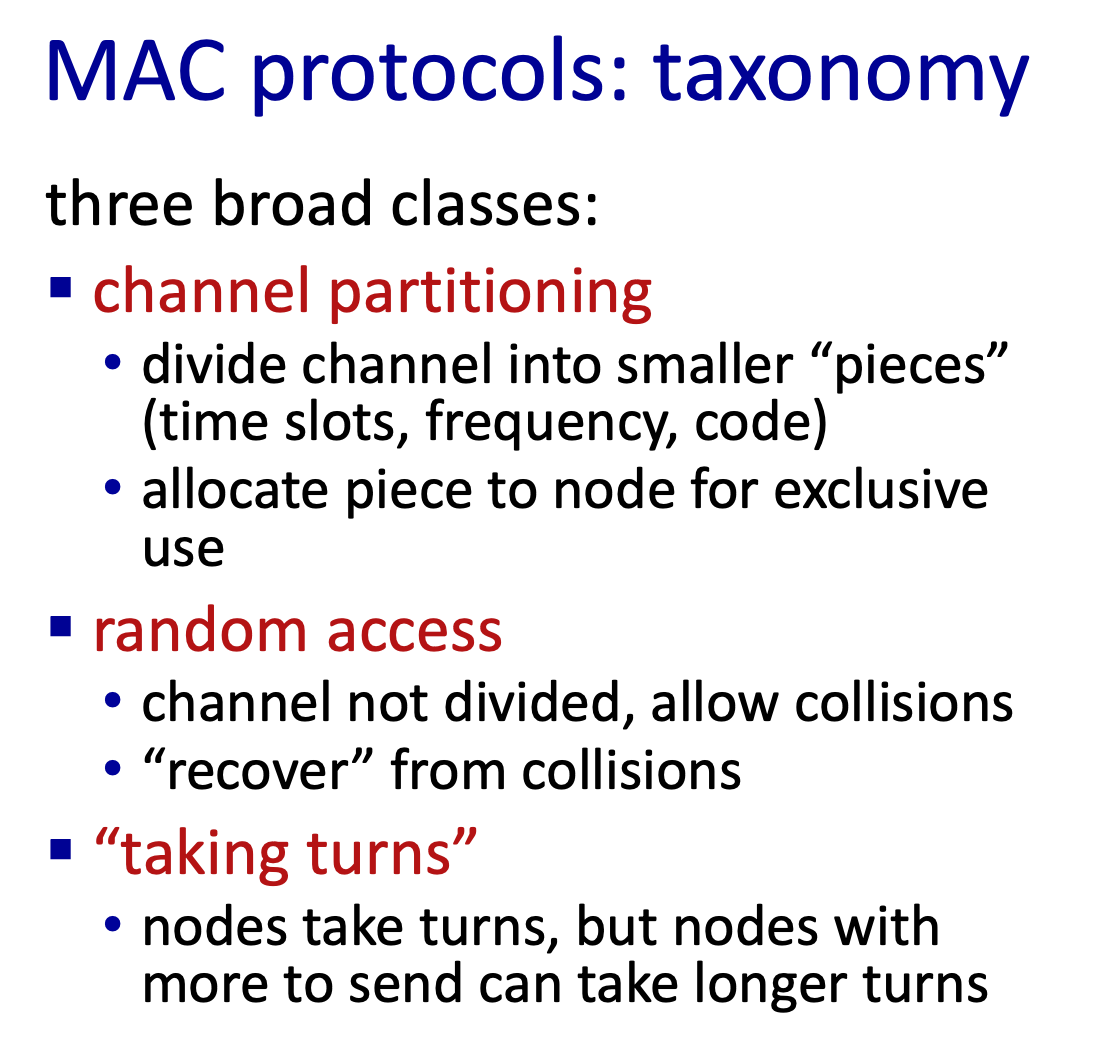 MAC protocols: taxonomy
three broad classes:
▪ channel partitioning
• divide channel into smaller “pieces”
(time slots, frequency, code)
• allocate piece to node for exclusive
use
▪ random access
• channel not divided, allow collisions
• “recover” from collisions
▪ “taking turns”
• nodes take turns, but nodes with
more to send can take longer turns